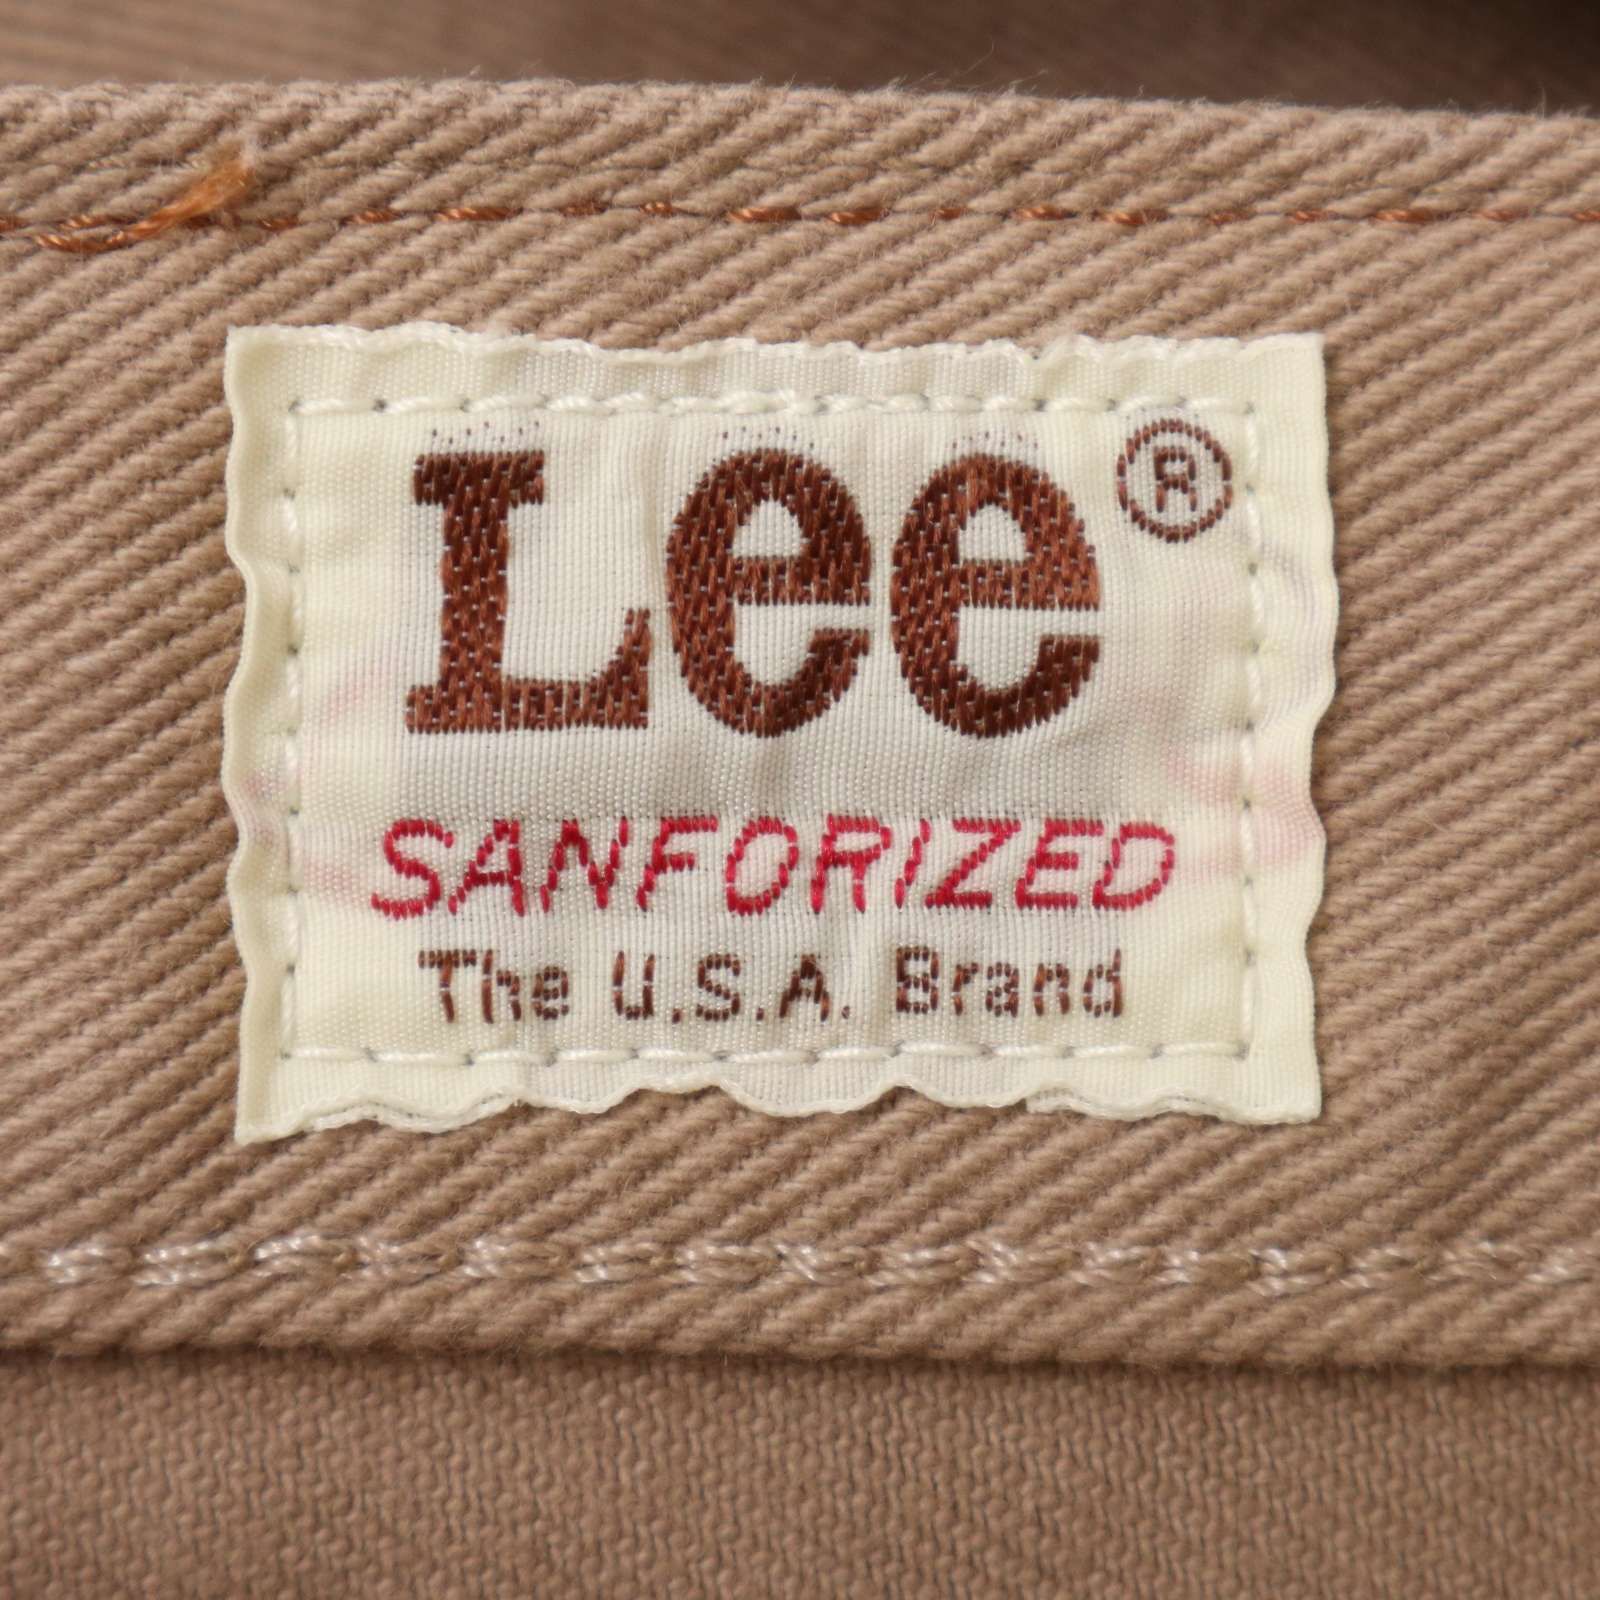 Lee®
SANFORIZED
The U.S.A. Brand